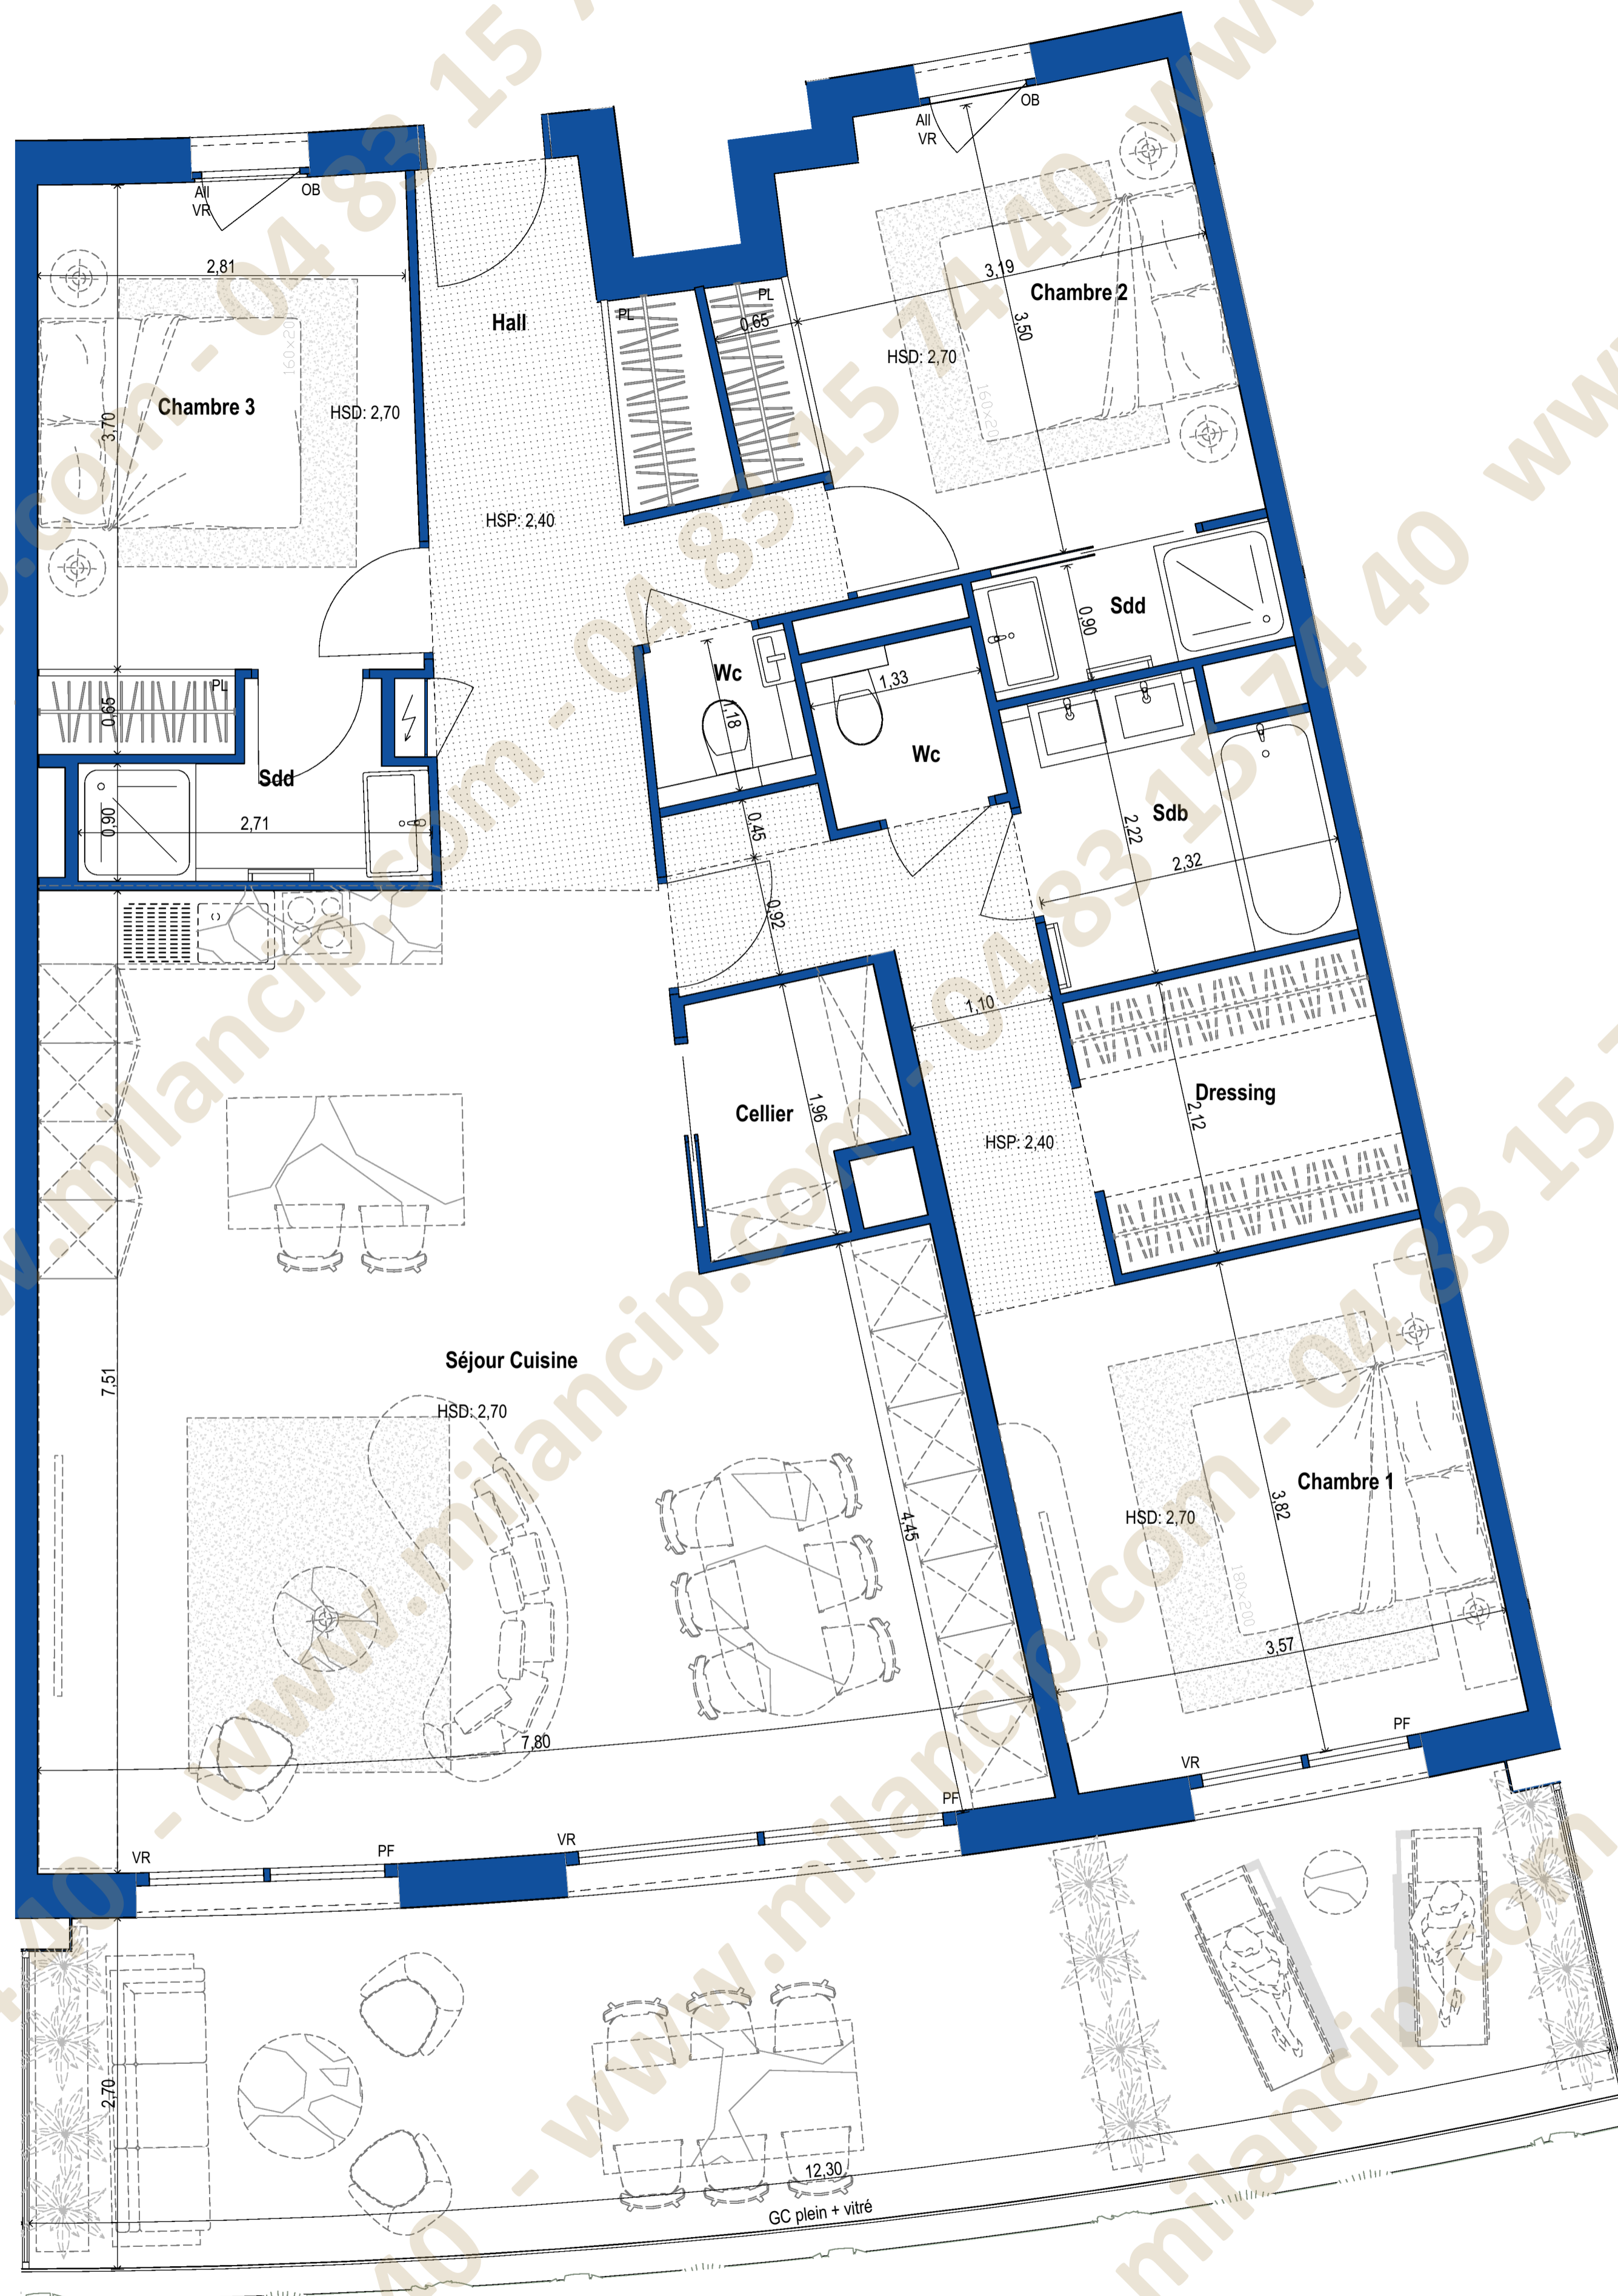 OB
All
VR
All
VR
OB
2,81
3,19
Chambre 2
PL
PL
0,65
Hall
3,50
HSD: 2,70
160x20
160x20
Chambre 3
HSD: 2,70
3,70
HSP: 2,40
Sdd
0,90
Wc
1,33
1,18
PL
0,65
Wc
Sdd
Sdb
0,90
2,71
0,45
2,22
2,32
0,92
1,10
Cellier
1,96
Dressing
2,12
HSP: 2,40
Séjour Cuisine
7,51
HSD: 2,70
Chambre 1
3,82
HSD: 2,70
4,45
180x200
3,57
7,80
PF
VR
PF
VR
PF
VR
2,70
12,30
GC plein + vitré
www.milancip.com - 04 83 15 74 40